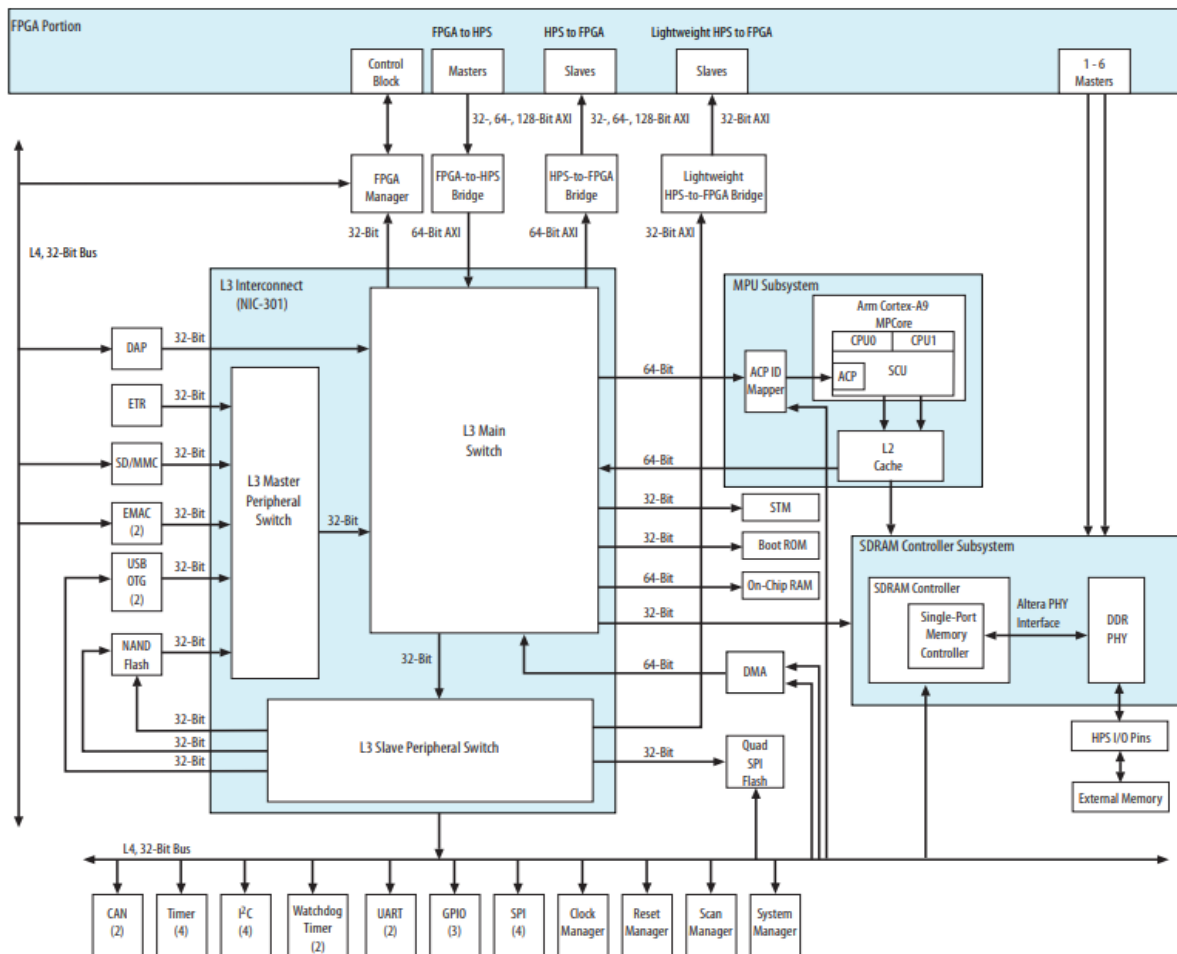 FPGA Portion
FPGA to HPS
HPS to FPGA
Lightweight HPS to FPGA
Control
Block
Masters
Slaves
Slaves
1 - 6
Masters
32-, 64-, 128-Bit AXI
32-, 64-, 128-Bit AXI
32-Bit AXI
FPGA
Manager
FPGA-to-HPS
Bridge
HPS-to-FPGA
Bridge
Lightweight
HPS-to-FPGA Bridge
32-Bit
64-Bit AXI
64-Bit AXI
32-Bit AXI
L4, 32-Bit Bus
L3 Interconnect
(NIC-301)
MPU Subsystem
Arm Cortex-A9
MPCore
CPU0
CPU1
ACP ID
Mapper
ACP
SCU
L2
Cache
DAP
32-Bit
ETR
32-Bit
SD/MMC
32-Bit
EMAC
(2)
32-Bit
USB
OTG
(2)
32-Bit
NAND
Flash
32-Bit
L3 Master
Peripheral
Switch
32-Bit
L3 Main
Switch
64-Bit
64-Bit
32-Bit
STM
32-Bit
Boot ROM
64-Bit
On-Chip RAM
32-Bit
64-Bit
DMA
SDRAM Controller Subsystem
SDRAM Controller
Single-Port
Memory
Controller
Altera PHY
Interface
DDR
PHY
HPS I/O Pins
External Memory
32-Bit
32-Bit
32-Bit
32-Bit
L3 Slave Peripheral Switch
32-Bit
Quad
SPI
Flash
L4, 32-Bit Bus
CAN
(2)
Timer
(4)
I²C
(4)
Watchdog
Timer
(2)
UART
(2)
GPIO
(3)
SPI
(4)
Clock
Manager
Reset
Manager
Scan
Manager
System
Manager